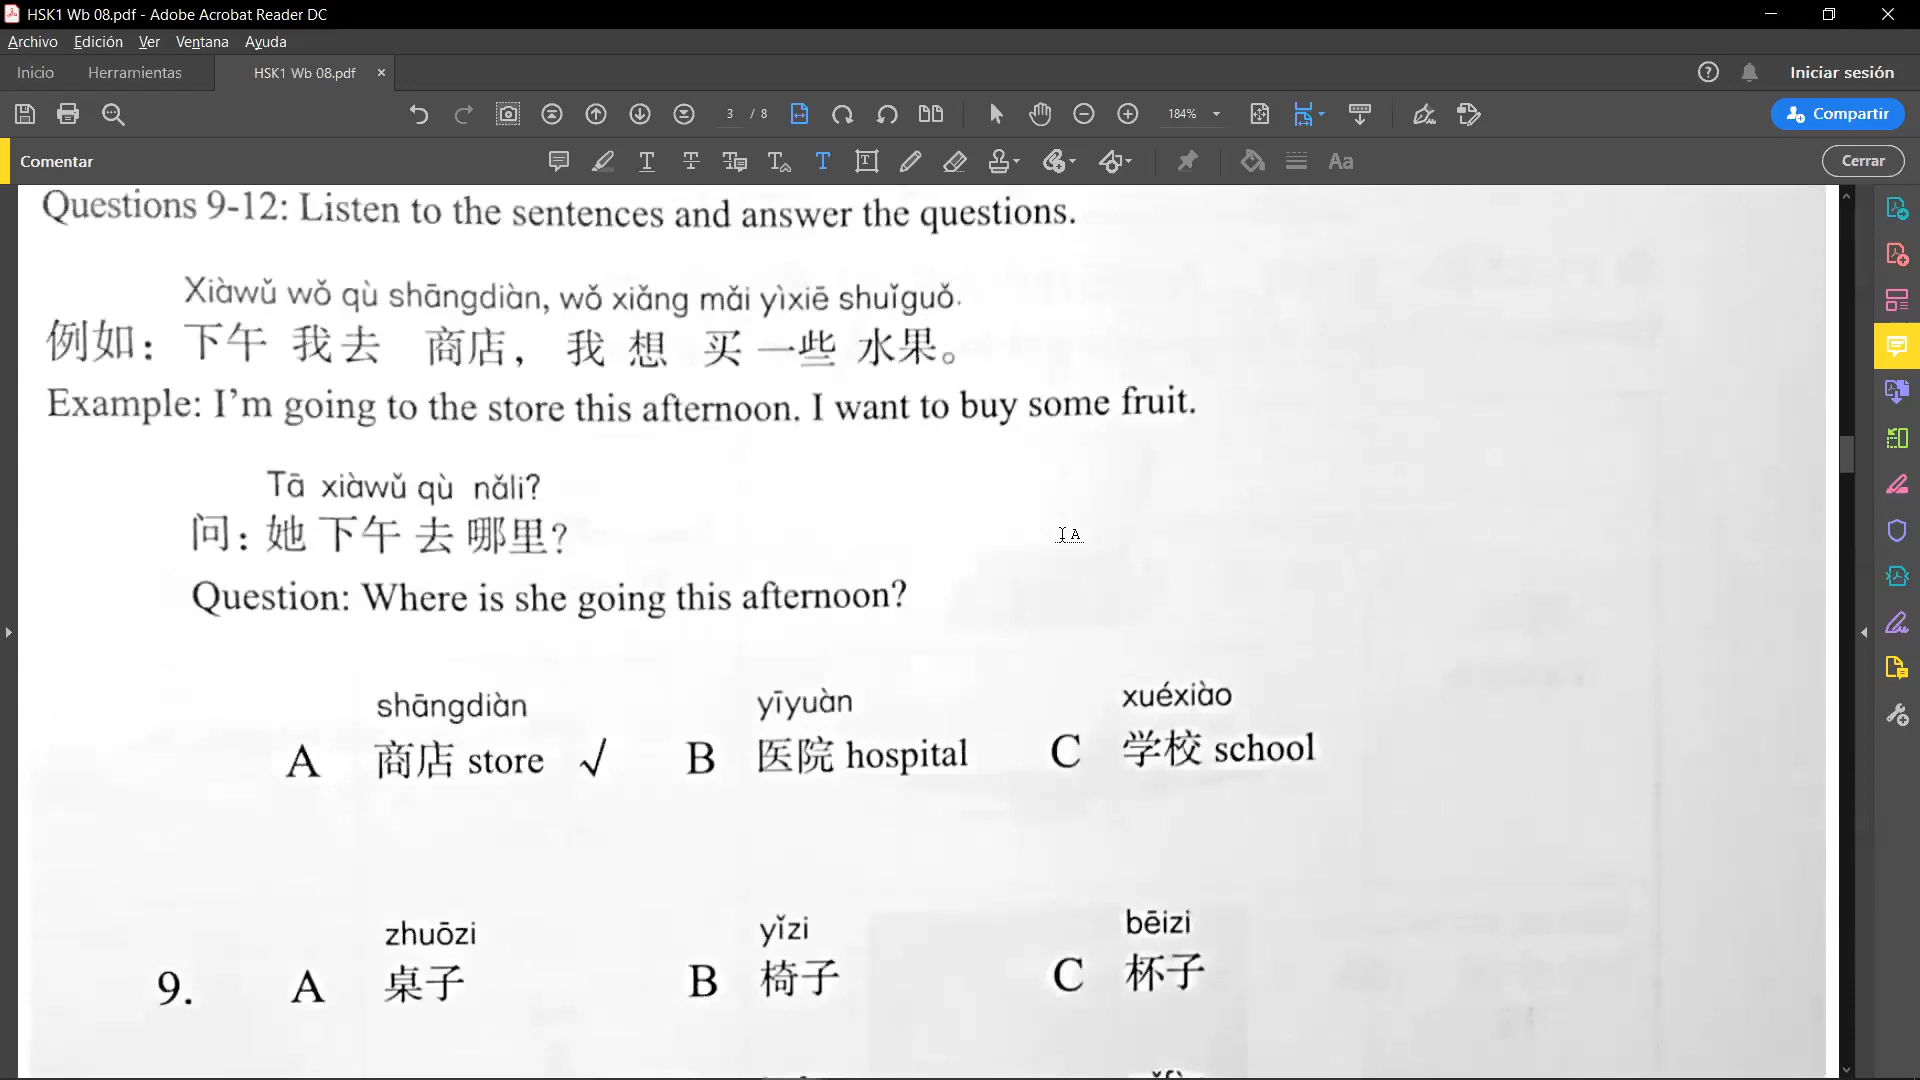 HSK1 Wb 08.pdf - Adobe Acrobat Reader DC
Archivo Edición Ver Ventana Ayuda
Inicio Herramientas HSK1 Wb 08.pdf × Iniciar sesión
3 / 8 184% Compartir
Comentar Aa Cerrar
Questions 9-12: Listen to the sentences and answer the questions.
Xiàwǔ wǒ qù shāngdiàn, wǒ xiǎng mǎi yìxiē shuǐguǒ.
例如：下午 我 去 商店， 我 想 买 一些 水果。
Example: I'm going to the store this afternoon. I want to buy some fruit.
Tā xiàwǔ qù nǎli?
问：她 下午 去 哪里？
Question: Where is she going this afternoon?
shāngdiàn yīyuàn xuéxiào
A 商店 store √ B 医院 hospital C 学校 school
zhuōzi yǐzi bēizi
9. A 桌子 B 椅子 C 杯子